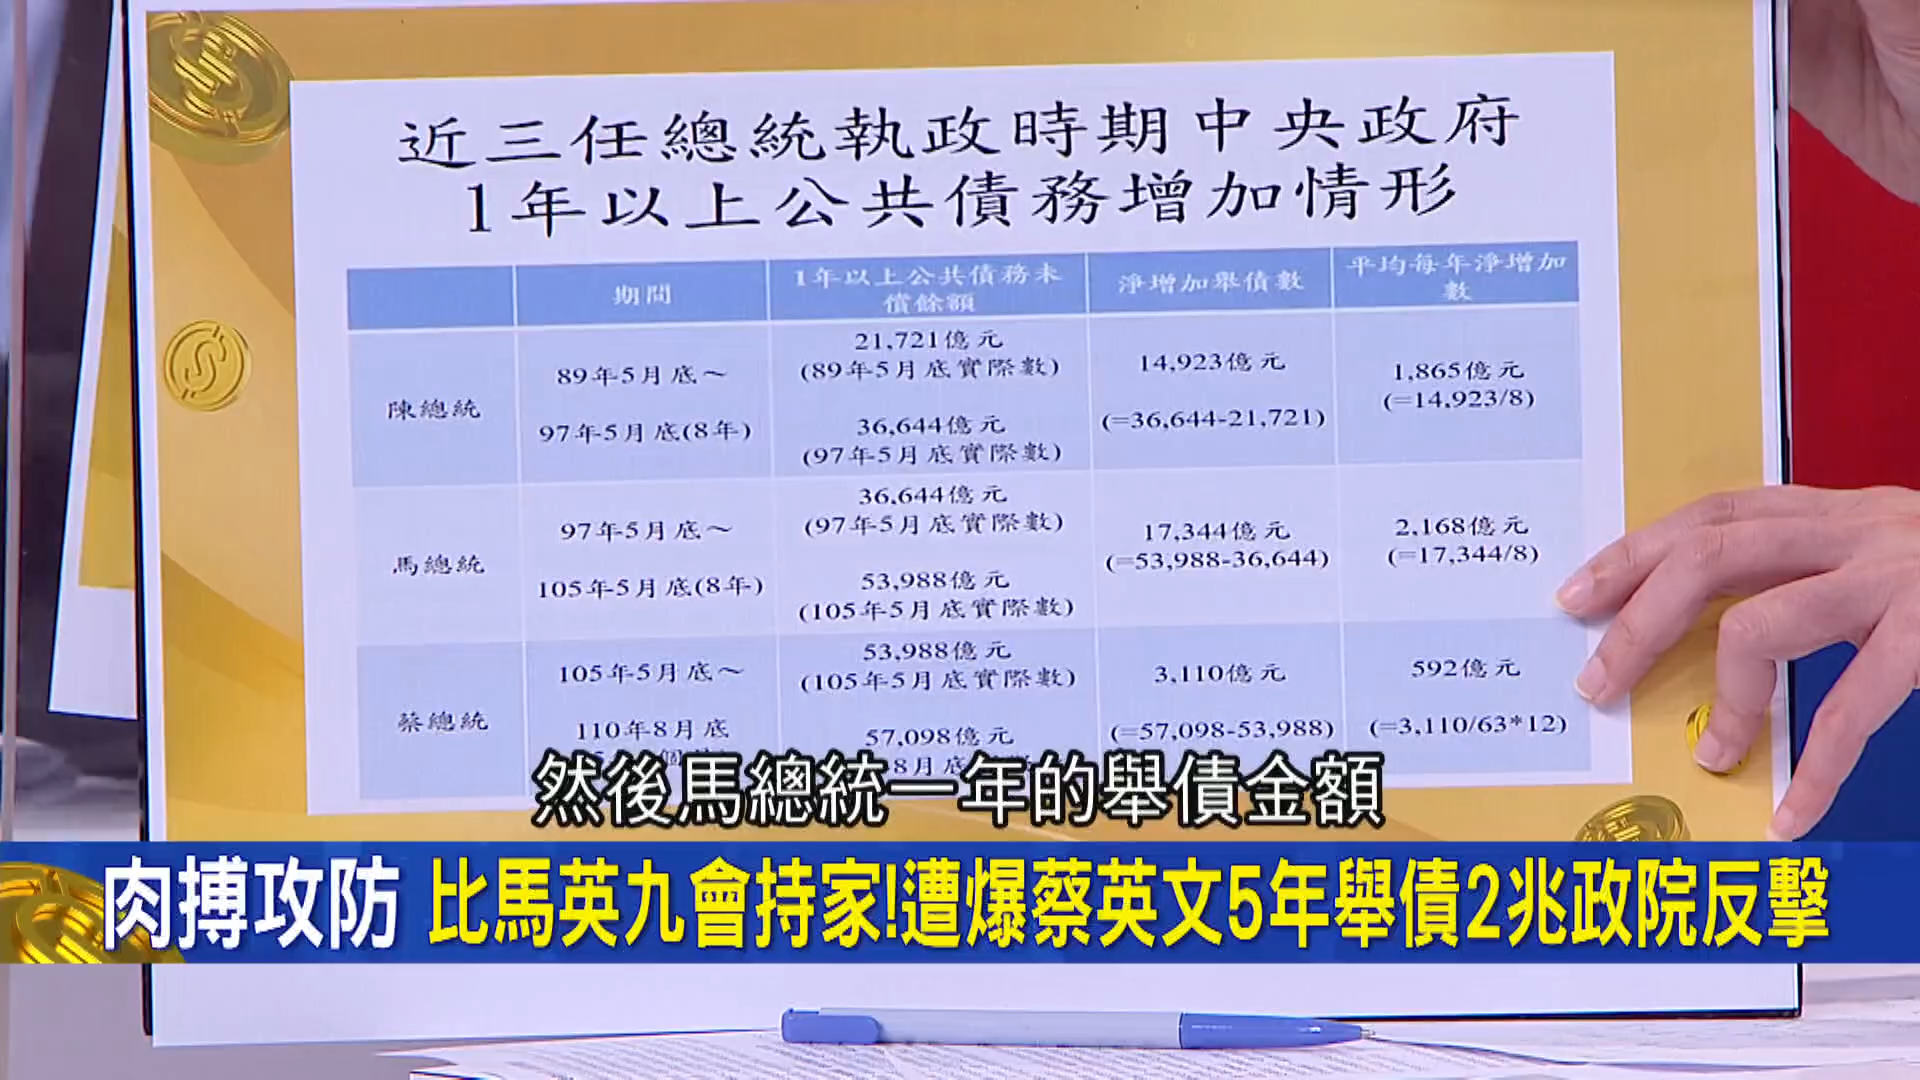 近三任總統執政時期中央政府
1年以上公共債務增加情形
期間
1年以上公共債務未
償餘額
淨增加舉債數
平均每年淨增加
數
陳總統
89年5月底～
97年5月底(8年)
21,721億元
(89年5月底實際數)
36,644億元
(97年5月底實際數)
14,923億元
(=36,644-21,721)
1,865億元
(=14,923/8)
馬總統
97年5月底～
105年5月底(8年)
36,644億元
(97年5月底實際數)
53,988億元
(105年5月底實際數)
17,344億元
(=53,988-36,644)
2,168億元
(=17,344/8)
蔡總統
105年5月底～
110年8月底
53,988億元
(105年5月底實際數)
57,098億元
8月底
3,110億元
(=57,098-53,988)
592億元
(=3,110/63*12)
然後馬總統一年的舉債金額
肉搏攻防 比馬英九會持家!遭爆蔡英文5年舉債2兆政院反擊